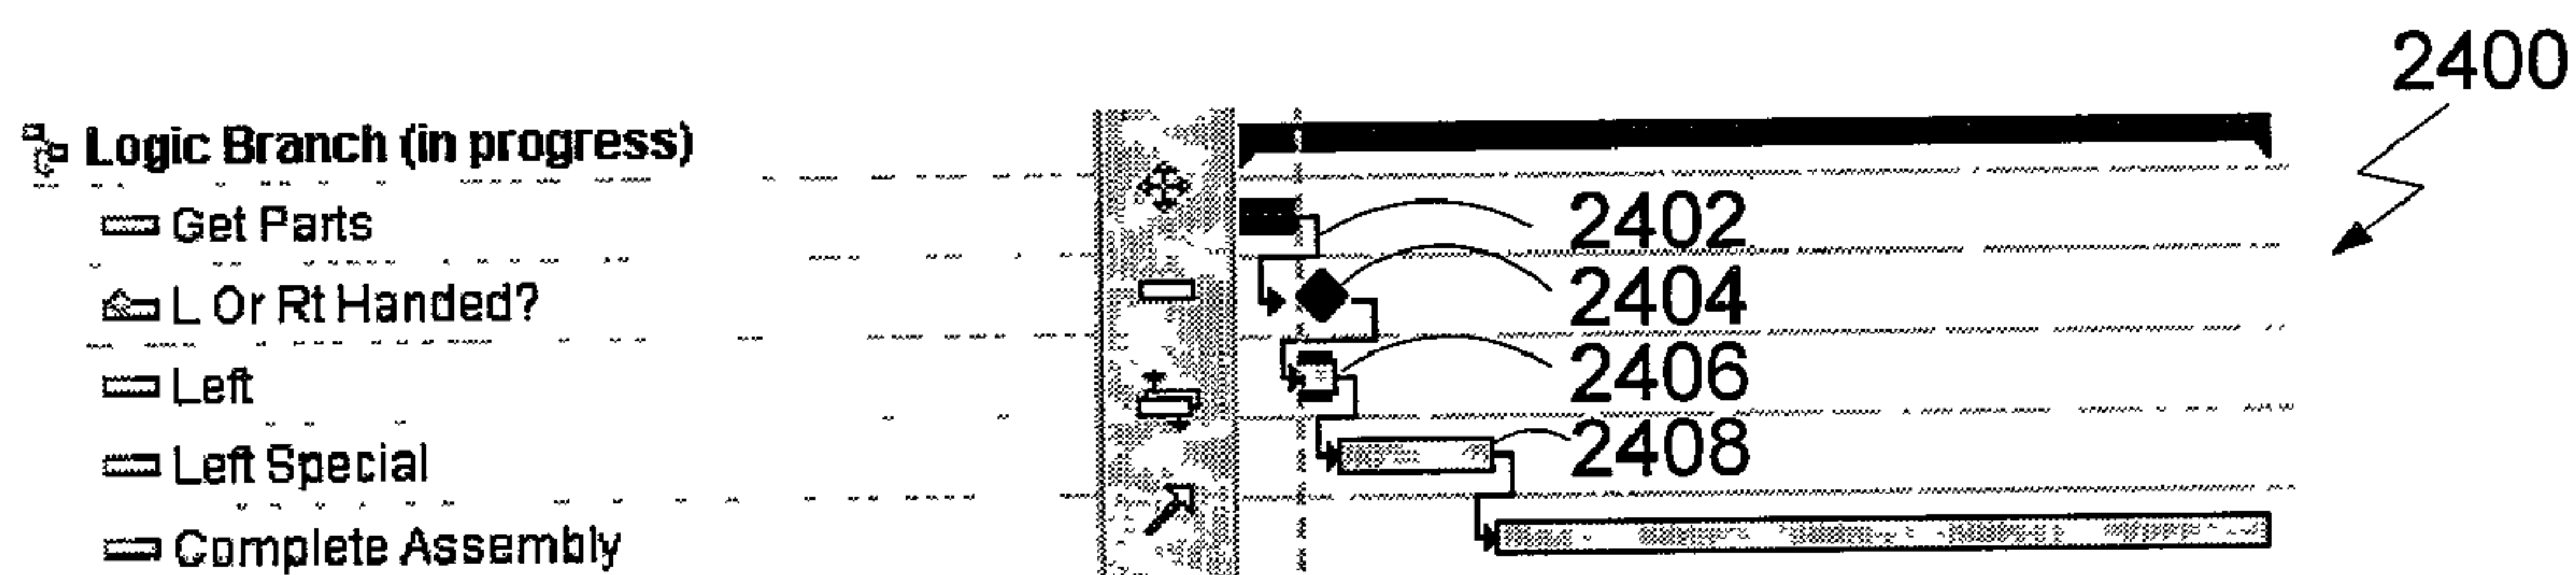 2400
Logic Branch (in progress)
Get Parts
2402
L Or Rt Handed?
2404
Left
2406
Left Special
2408
Complete Assembly